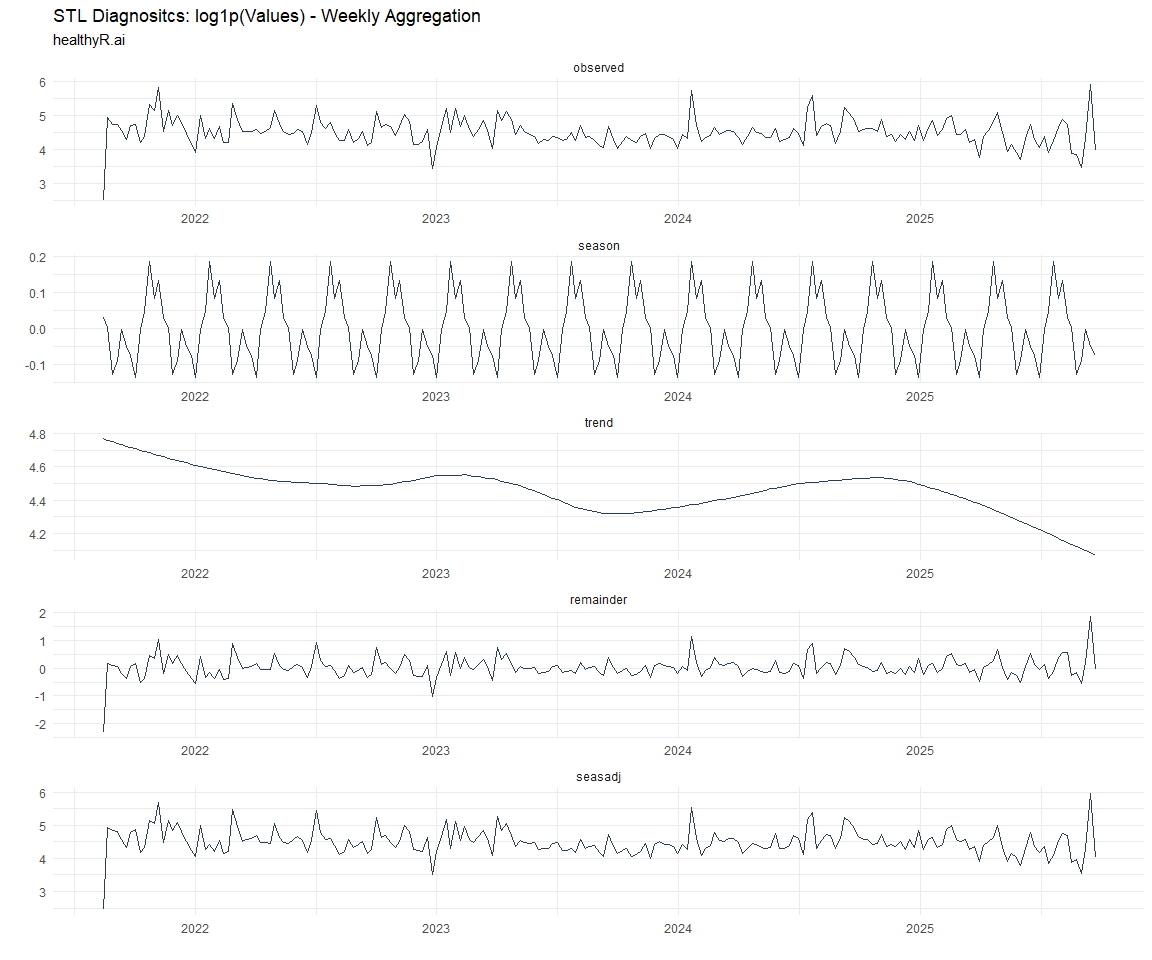 STL Diagnositcs: log1p(Values) - Weekly Aggregation
healthyR.ai
observed
6
5
4
3
2022 2023 2024 2025
season
0.2
0.1
0.0
-0.1
2022 2023 2024 2025
trend
4.8
4.6
4.4
4.2
2022 2023 2024 2025
remainder
2
1
0
-1
-2
2022 2023 2024 2025
seasadj
6
5
4
3
2022 2023 2024 2025